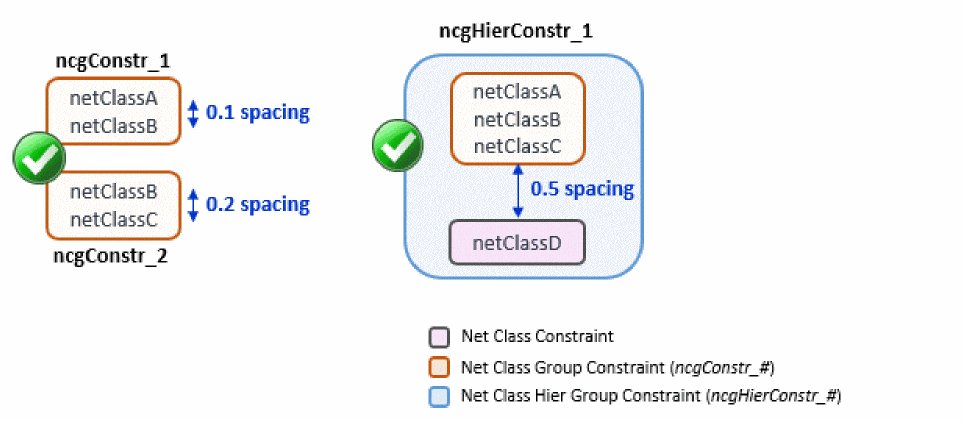 ncgConstr_1
netClassA
netClassB
0.1 spacing
netClassB
netClassC
0.2 spacing
ncgConstr_2
ncgHierConstr_1
netClassA
netClassB
netClassC
0.5 spacing
netClassD
Net Class Constraint
Net Class Group Constraint (ncgConstr_#)
Net Class Hier Group Constraint (ncgHierConstr_#)